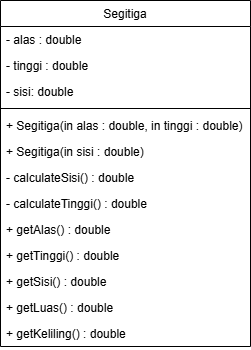 Segitiga
- alas : double
- tinggi : double
- sisi: double
+ Segitiga(in alas : double, in tinggi : double)
+ Segitiga(in sisi : double)
- calculateSisi() : double
- calculateTinggi() : double
+ getAlas() : double
+ getTinggi() : double
+ getSisi() : double
+ getLuas() : double
+ getKeliling() : double